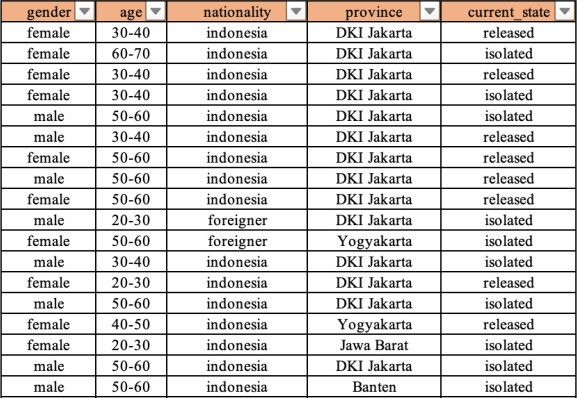 gender age nationality province current_state
female 30-40 indonesia DKI Jakarta released
female 60-70 indonesia DKI Jakarta isolated
female 30-40 indonesia DKI Jakarta released
female 30-40 indonesia DKI Jakarta isolated
male 50-60 indonesia DKI Jakarta isolated
male 30-40 indonesia DKI Jakarta released
female 50-60 indonesia DKI Jakarta released
male 50-60 indonesia DKI Jakarta released
female 50-60 indonesia DKI Jakarta released
male 20-30 foreigner DKI Jakarta isolated
female 50-60 foreigner Yogyakarta isolated
male 30-40 indonesia DKI Jakarta isolated
female 20-30 indonesia DKI Jakarta released
male 50-60 indonesia DKI Jakarta isolated
female 40-50 indonesia Yogyakarta released
female 20-30 indonesia Jawa Barat isolated
male 50-60 indonesia DKI Jakarta isolated
male 50-60 indonesia Banten isolated